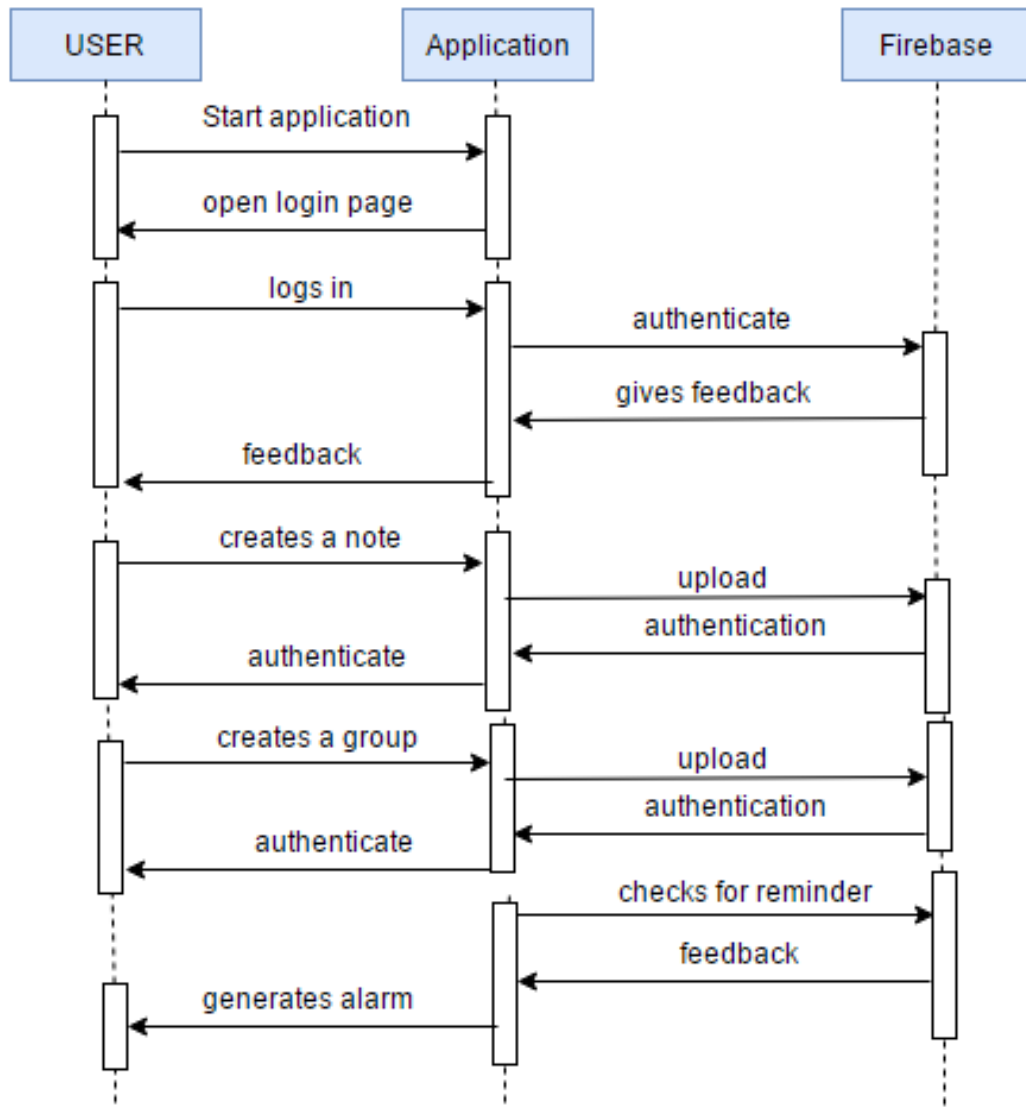 USER
Application
Firebase
Start application
open login page
logs in
authenticate
gives feedback
feedback
creates a note
upload
authentication
authenticate
creates a group
upload
authentication
authenticate
checks for reminder
feedback
generates alarm